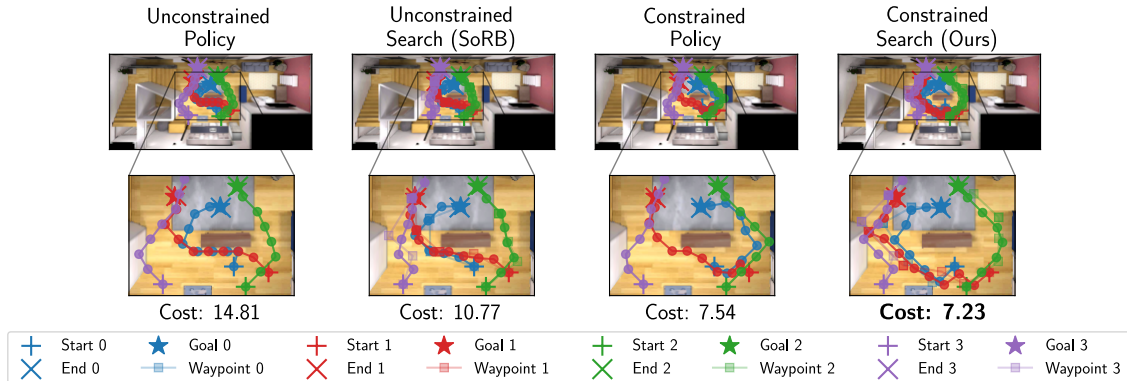 Unconstrained
Policy
Unconstrained
Search (SoRB)
Constrained
Policy
Constrained
Search (Ours)
Cost: 14.81
Cost: 10.77
Cost: 7.54
Cost: 7.23
Start 0
Goal 0
Start 1
Goal 1
Start 2
Goal 2
Start 3
Goal 3
End 0
Waypoint 0
End 1
Waypoint 1
End 2
Waypoint 2
End 3
Waypoint 3